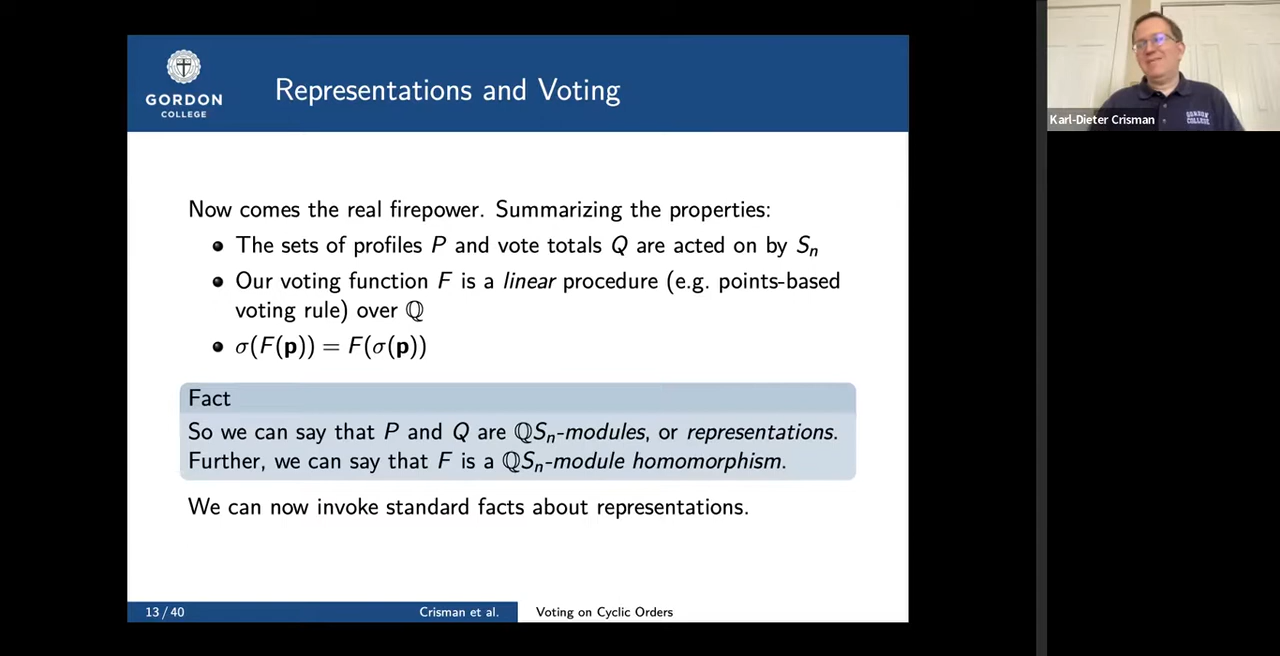 GORDON
COLLEGE
Representations and Voting
Now comes the real firepower. Summarizing the properties:
• The sets of profiles P and vote totals Q are acted on by Sₙ
• Our voting function F is a linear procedure (e.g. points-based
voting rule) over ℚ
• σ(F(p)) = F(σ(p))
Fact
So we can say that P and Q are ℚSₙ-modules, or representations.
Further, we can say that F is a ℚSₙ-module homomorphism.
We can now invoke standard facts about representations.
13 / 40
Crisman et al.
Voting on Cyclic Orders
Karl-Dieter Crisman
GORDON
COLLEGE